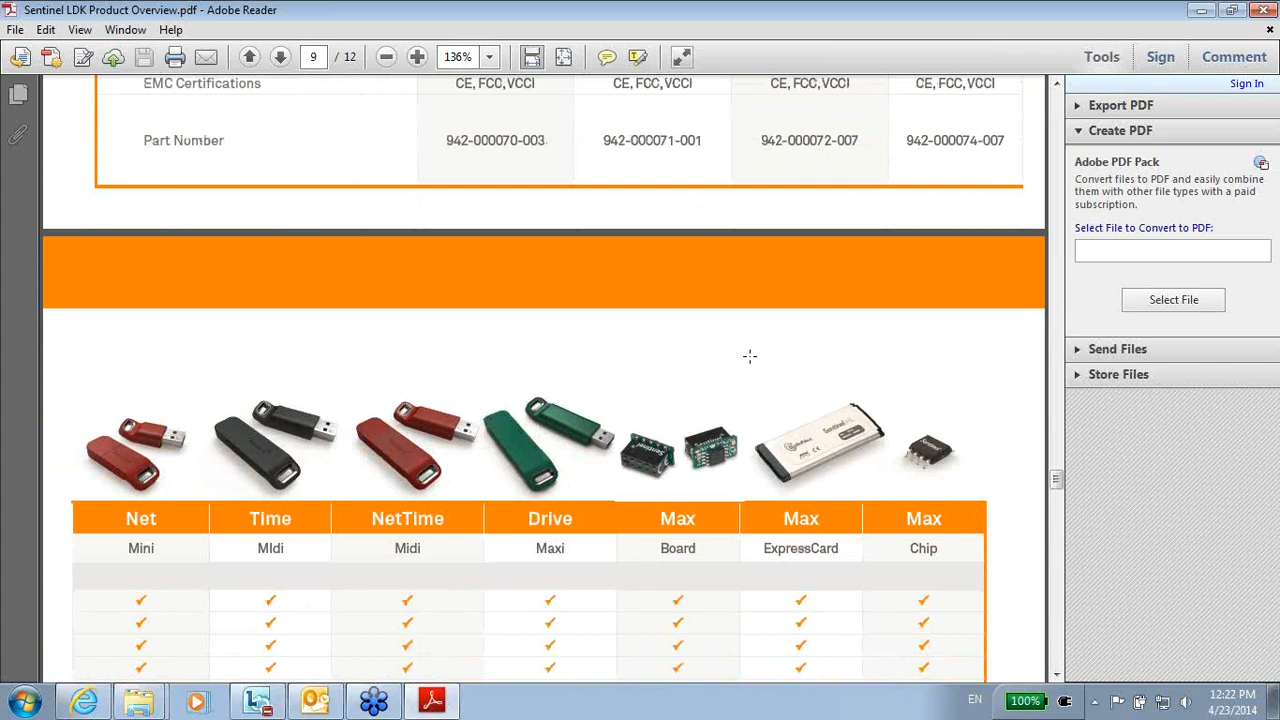 Sentinel LDK Product Overview.pdf - Adobe Reader
File Edit View Window Help
9 / 12 136% Tools Sign Comment
Sign In
EMC Certifications CE, FCC,VCCI CE, FCC,VCCI CE, FCC,VCCI CE, FCC,VCCI
Part Number 942-000070-003 942-000071-001 942-000072-007 942-000074-007
Export PDF
Create PDF
Adobe PDF Pack
Convert files to PDF and easily combine
them with other file types with a paid
subscription.
Select File to Convert to PDF:
Select File
Send Files
Store Files
Sentinel
Sentinel
Sentinel
Net Time NetTime Drive Max Max Max
Mini MIdi Midi Maxi Board ExpressCard Chip
EN 100% 12:22 PM
4/23/2014